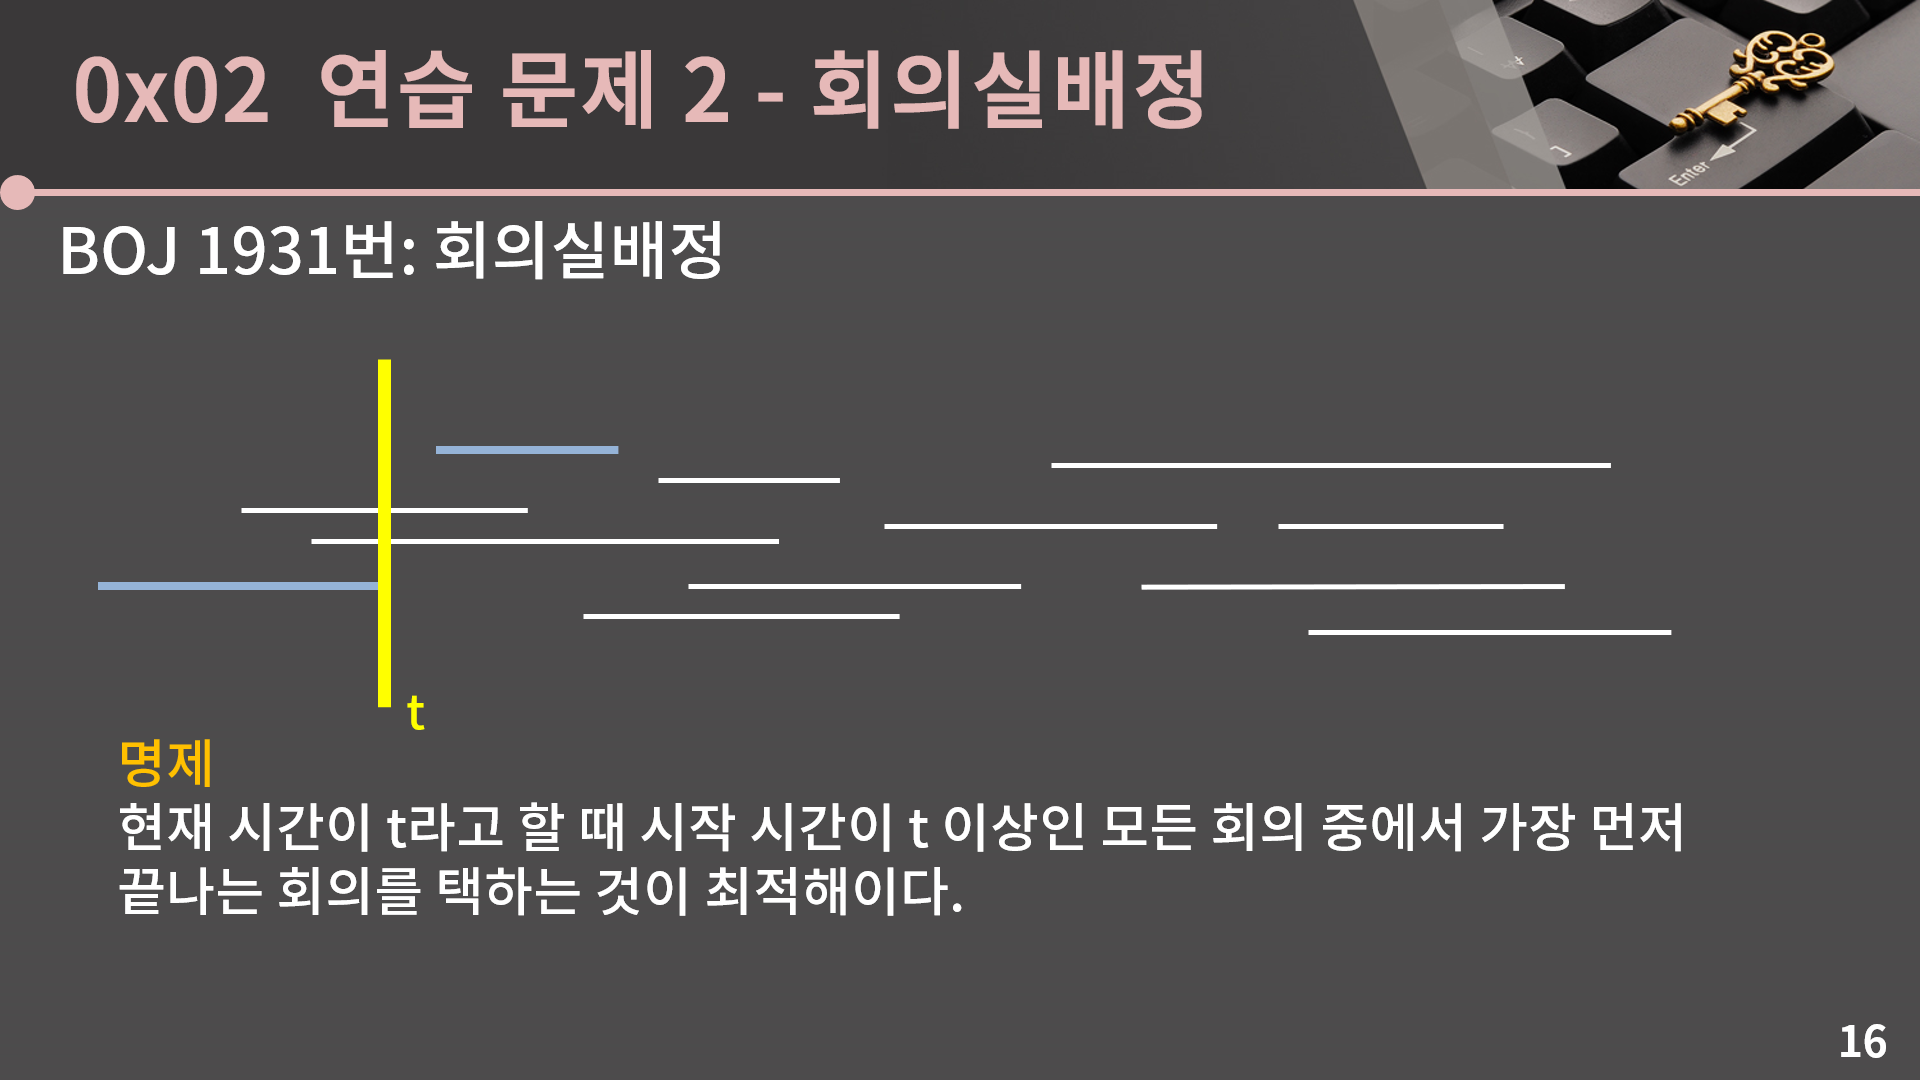 0x02 연습 문제 2 - 회의실배정
Enter
BOJ 1931번: 회의실배정
t
명제
현재 시간이 t라고 할 때 시작 시간이 t 이상인 모든 회의 중에서 가장 먼저
끝나는 회의를 택하는 것이 최적해이다.
16